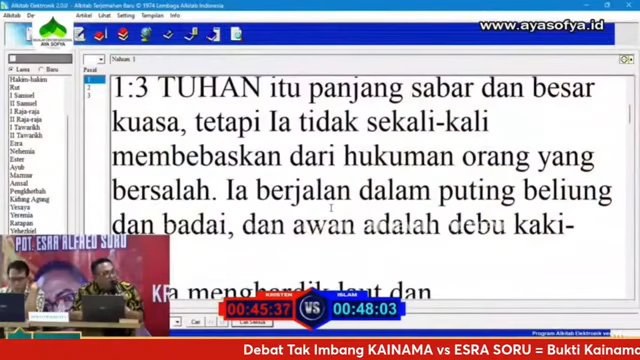 Alkitab Elektronik 2.0.0 - Alkitab Terjemahan Baru © 1974 Lembaga Alkitab Indonesia
Alkitab Lihat Setting Tampilan Info
www.ayasofya.id
AYA SOFYA
Lama Baru
Pasal
Nahum 1
Hakim-hakim
Rut
I Samuel
II Samuel
I Raja-raja
II Raja-raja
I Tawarikh
II Tawarikh
Ezra
Nehemia
Ester
Ayub
Mazmur
Amsal
Pengkhotbah
Kidung Agung
Yesaya
Yeremia
Ratapan
Yehezkiel
1
2
3
1:3 TUHAN itu panjang sabar dan besar
kuasa, tetapi Ia tidak sekali-kali
membebaskan dari hukuman orang yang
bersalah. Ia berjalan dalam puting beliung
dan badai, dan awan adalah debu kaki-
a menghardik laut dan
PDT. ESRA ALFRED SORU
KRISTEN
ISLAM
00:45:37
VS
00:48:03
Cari
Program Alkitab Elektronik
Debat Tak Imbang KAINAMA vs ESRA SORU = Bukti Kainama